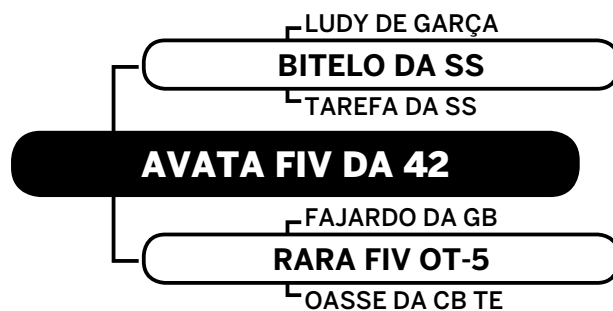 LUDY DE GARÇA
BITELO DA SS
TAREFA DA SS
AVATA FIV DA 42
FAJARDO DA GB
RARA FIV OT-5
OASSE DA CB TE